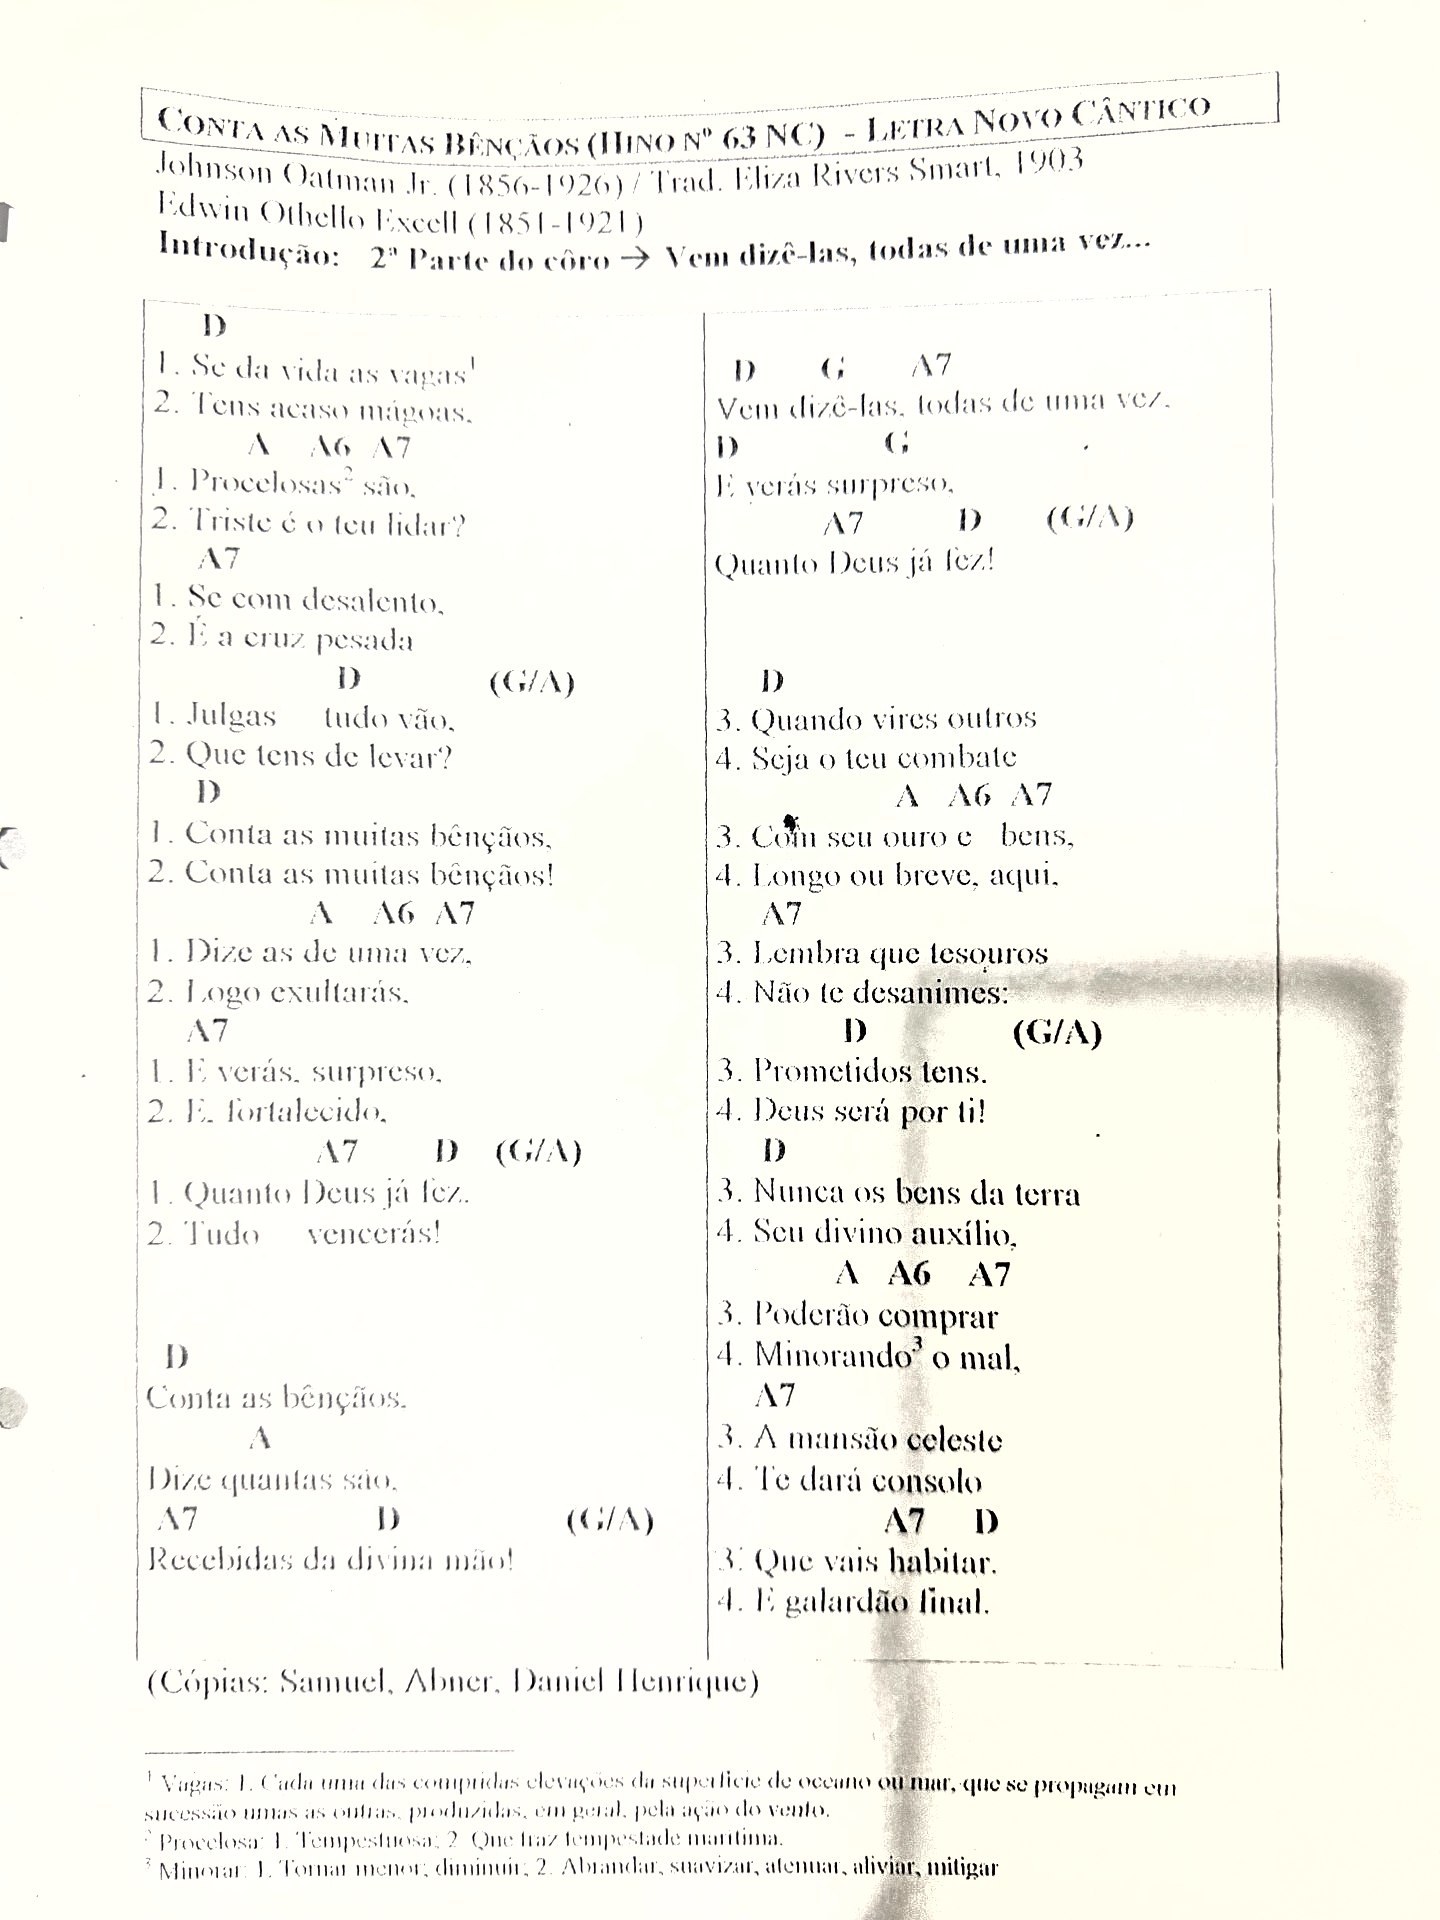 CONTA AS MUITAS BÊNÇÃOS (HINO Nº 63 NC) - LETRA NOVO CÂNTICO
Johnson Oatman Jr. (1856-1926) / Trad. Eliza Rivers Smart, 1903
Edwin Othello Excell (1851-1921)
Introdução: 2ª Parte do côro → Vem dizê-las, todas de uma vez...
D
1. Se da vida as vagas¹
2. Tens acaso mágoas,
A A6 A7
1. Procelosas² são,
2. Triste é o teu lidar?
A7
1. Se com desalento,
2. É a cruz pesada
D (G/A)
1. Julgas tudo vão,
2. Que tens de levar?
D
1. Conta as muitas bênçãos,
2. Conta as muitas bênçãos!
A A6 A7
1. Dize as de uma vez,
2. Logo exultarás,
A7
1. E verás, surpreso,
2. E, fortalecido,
A7 D (G/A)
1. Quanto Deus já fez.
2. Tudo vencerás!
D
Conta as bênçãos,
A
Dize quantas são,
A7 D (G/A)
Recebidas da divina mão!
D G A7
Vem dizê-las, todas de uma vez,
D G
E verás surpreso,
A7 D (G/A)
Quanto Deus já fez!
D
3. Quando vires outros
4. Seja o teu combate
A A6 A7
3. Com seu ouro e bens,
4. Longo ou breve, aqui,
A7
3. Lembra que tesouros
4. Não te desanimes:
D (G/A)
3. Prometidos tens.
4. Deus será por ti!
D
3. Nunca os bens da terra
4. Seu divino auxílio,
A A6 A7
3. Poderão comprar
4. Minorando³ o mal,
A7
3. A mansão celeste
4. Te dará consolo
A7 D
3. Que vais habitar.
4. E galardão final.
(Cópias: Samuel, Abner, Daniel Henrique)
¹ Vagas: 1. Cada uma das compridas elevações da superfície de oceano ou mar, que se propagam em
sucessão umas as outras, produzidas, em geral, pela ação do vento.
² Procelosa: 1. Tempestuosa; 2. Que traz tempestade marítima.
³ Minorar: 1. Tornar menor; diminuir; 2. Abrandar, suavizar, atenuar, aliviar, mitigar